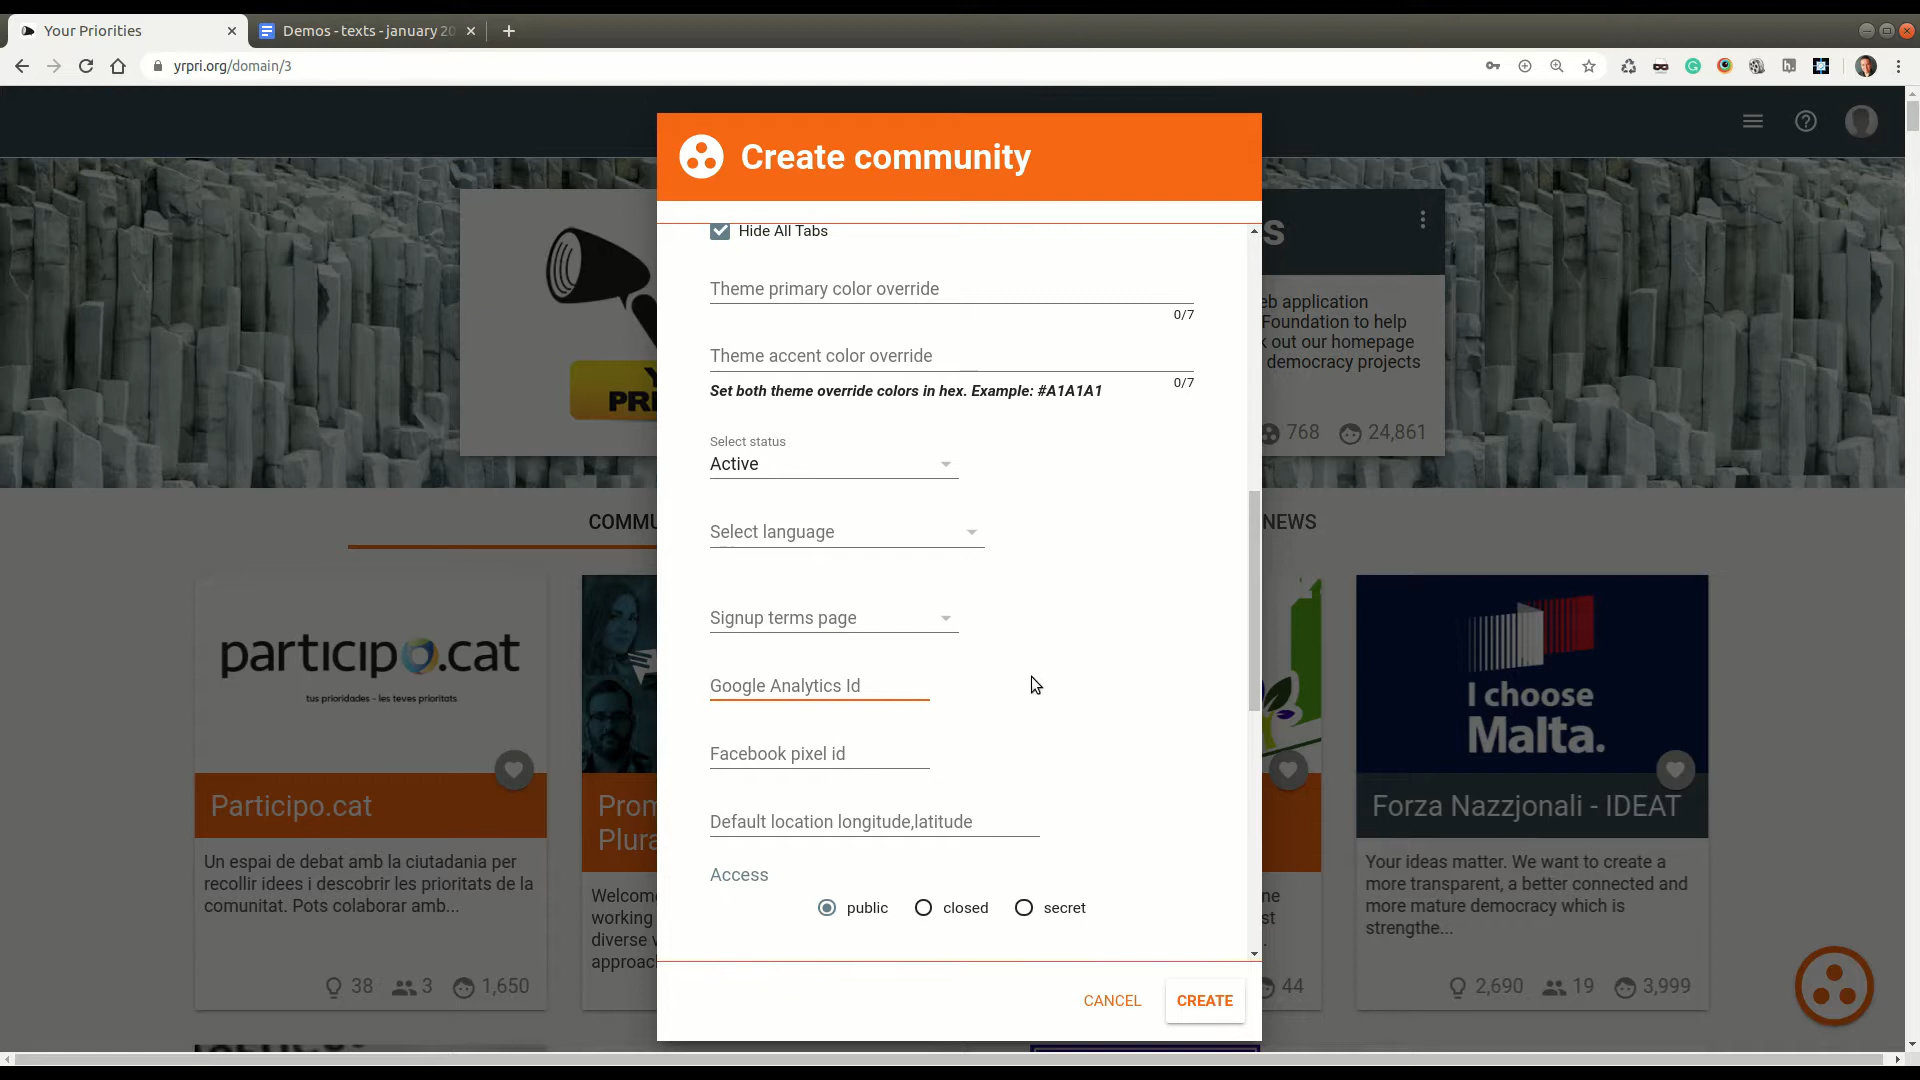 Your Priorities
Demos - texts - january 20
yrpri.org/domain/3
Create community
s
Hide All Tabs
Theme primary color override
0/7
Theme accent color override
0/7
Set both theme override colors in hex. Example: #A1A1A1
Select status
Active
Select language
Signup terms page
Google Analytics Id
Facebook pixel id
Default location longitude,latitude
Access
public
closed
secret
CANCEL
CREATE
Y
PRI
eb application
Foundation to help
k out our homepage
democracy projects
768
24,861
COMMU
NEWS
participo.cat
tus prioridades - les teves prioritats
Participo.cat
Un espai de debat amb la ciutadania per
recollir idees i descobrir les prioritats de la
comunitat. Pots colaborar amb...
38
3
1,650
Prom
Plura
Welcom
working
diverse v
approac
ne
st
44
I choose
Malta.
Forza Nazzjonali - IDEAT
Your ideas matter. We want to create a
more transparent, a better connected and
more mature democracy which is
strengthe...
2,690
19
3,999